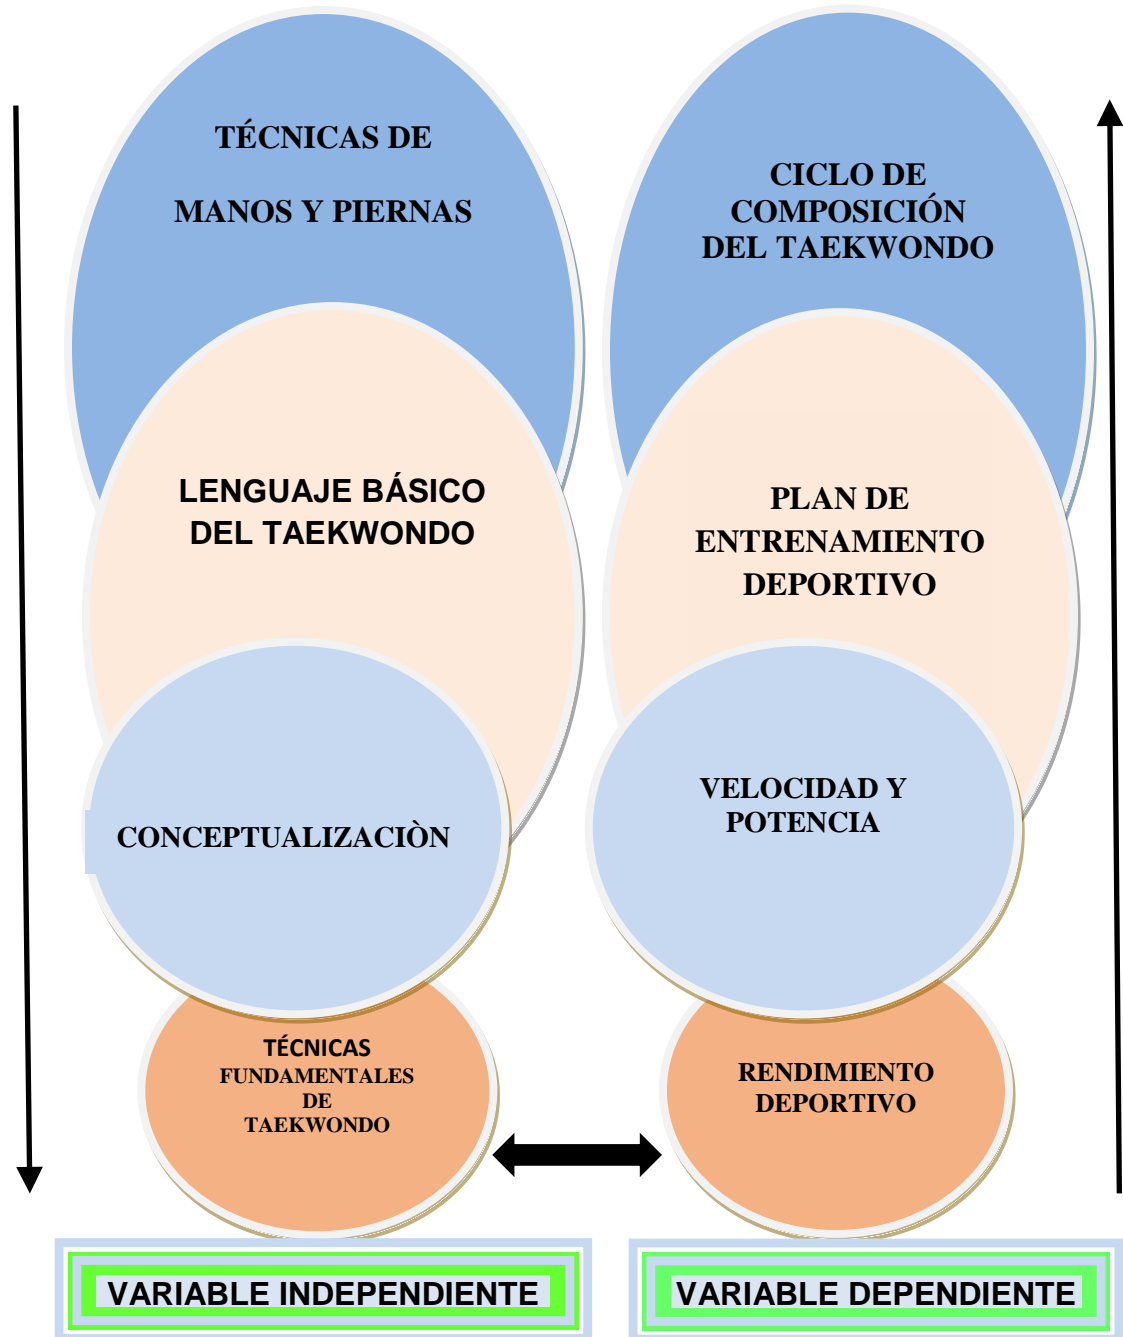 TÉCNICAS DE
MANOS Y PIERNAS
LENGUAJE BÁSICO
DEL TAEKWONDO
CONCEPTUALIZACIÒN
TÉCNICAS
FUNDAMENTALES
DE
TAEKWONDO
VARIABLE INDEPENDIENTE
CICLO DE
COMPOSICIÓN
DEL TAEKWONDO
PLAN DE
ENTRENAMIENTO
DEPORTIVO
VELOCIDAD Y
POTENCIA
RENDIMIENTO
DEPORTIVO
VARIABLE DEPENDIENTE